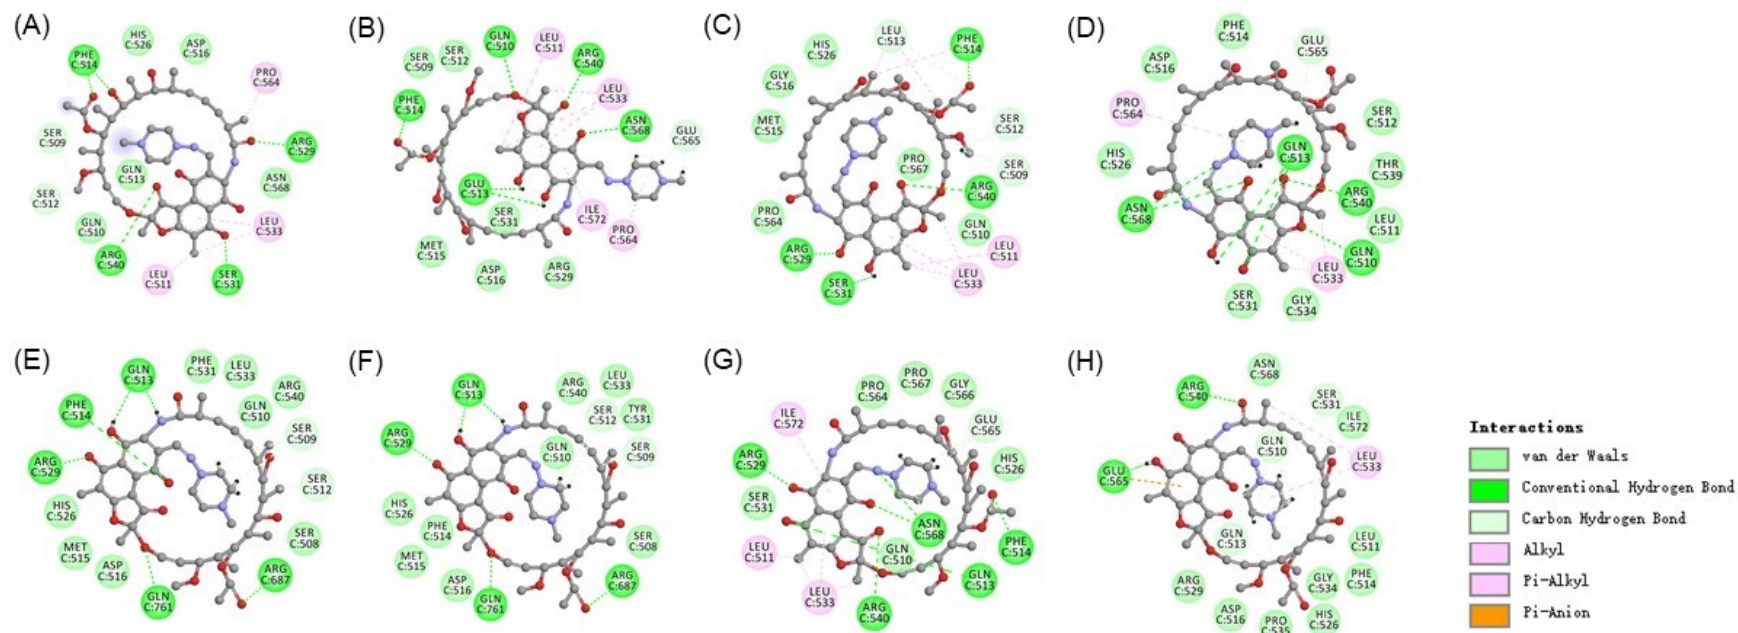 (A)
HIS
C:526
ASP
C:516
PHE
C:514
PRO
C:564
SER
C:509
ARG
C:529
GLN
C:513
ASN
C:568
SER
C:512
GLN
C:510
LEU
C:533
ARG
C:540
LEU
C:511
SER
C:531
(B)
GLN
C:510
LEU
C:511
ARG
C:540
SER
C:509
SER
C:512
LEU
C:533
PHE
C:514
ASN
C:568
GLU
C:565
GLU
C:513
SER
C:531
ILE
C:572
PRO
C:564
MET
C:515
ASP
C:516
ARG
C:529
(C)
LEU
C:513
PHE
C:514
HIS
C:526
GLY
C:516
MET
C:515
SER
C:512
PRO
C:567
SER
C:509
ARG
C:540
PRO
C:564
GLN
C:510
ARG
C:529
LEU
C:511
LEU
C:533
SER
C:531
(D)
PHE
C:514
GLU
C:565
ASP
C:516
PRO
C:564
SER
C:512
GLN
C:513
HIS
C:526
THR
C:539
ARG
C:540
ASN
C:568
LEU
C:511
GLN
C:510
LEU
C:533
SER
C:531
GLY
C:534
(E)
GLN
C:513
PHE
C:531
LEU
C:533
ARG
C:540
PHE
C:514
GLN
C:510
SER
C:509
ARG
C:529
SER
C:512
HIS
C:526
SER
C:508
MET
C:515
ASP
C:516
ARG
C:687
GLN
C:761
(F)
GLN
C:513
ARG
C:540
LEU
C:533
SER
C:512
TYR
C:531
ARG
C:529
GLN
C:510
SER
C:509
HIS
C:526
PHE
C:514
SER
C:508
MET
C:515
ASP
C:516
ARG
C:687
GLN
C:761
(G)
PRO
C:564
PRO
C:567
GLY
C:566
ILE
C:572
GLU
C:565
ARG
C:529
HIS
C:526
SER
C:531
ASN
C:568
PHE
C:514
LEU
C:511
GLN
C:510
GLN
C:513
LEU
C:533
ARG
C:540
(H)
ASN
C:568
ARG
C:540
SER
C:531
ILE
C:572
GLN
C:510
LEU
C:533
GLU
C:565
GLN
C:513
LEU
C:511
ARG
C:529
GLY
C:534
PHE
C:514
ASP
C:516
PRO
C:535
HIS
C:526
Interactions
van der Waals
Conventional Hydrogen Bond
Carbon Hydrogen Bond
Alkyl
Pi-Alkyl
Pi-Anion